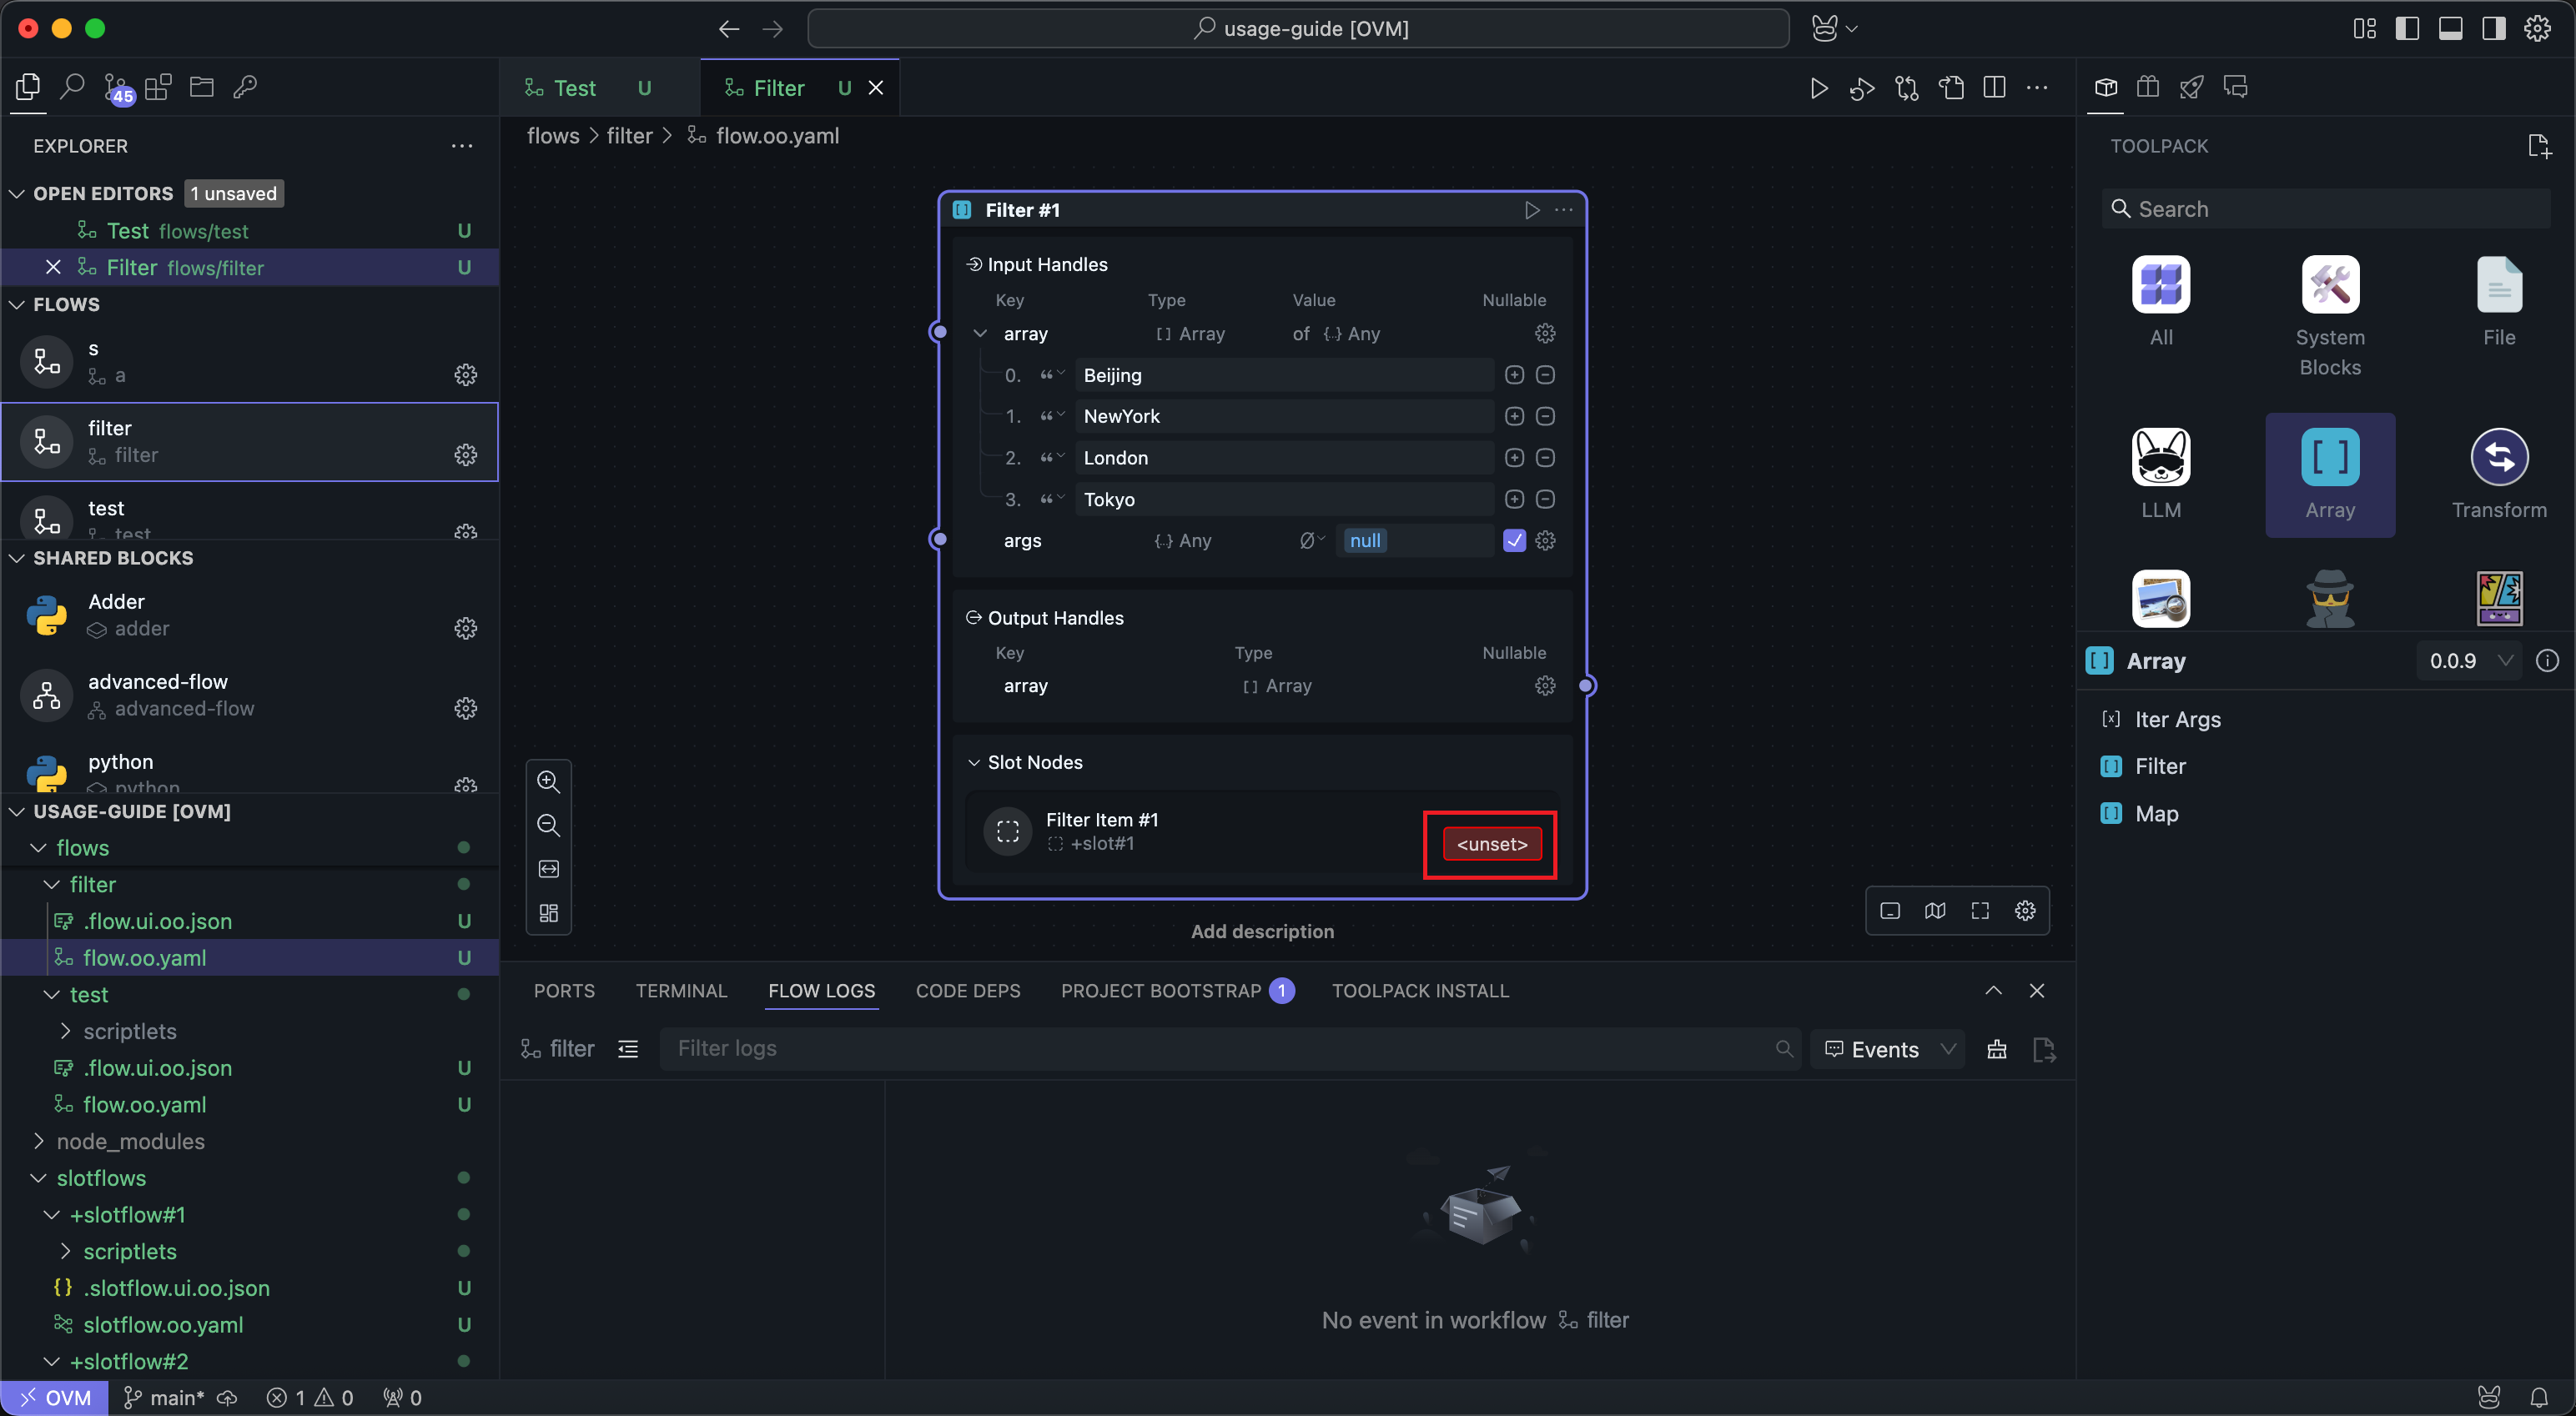 usage-guide [OVM]
45
Test U
Filter U
EXPLORER
OPEN EDITORS 1 unsaved
Test flows/test U
Filter flows/filter U
FLOWS
s
a
filter
filter
test
test
SHARED BLOCKS
Adder
adder
advanced-flow
advanced-flow
python
python
USAGE-GUIDE [OVM]
flows
filter
.flow.ui.oo.json U
flow.oo.yaml U
test
scriptlets
.flow.ui.oo.json U
flow.oo.yaml U
node_modules
slotflows
+slotflow#1
scriptlets
.slotflow.ui.oo.json U
slotflow.oo.yaml U
+slotflow#2
flows > filter > flow.oo.yaml
Filter #1
Input Handles
Key Type Value Nullable
array [ ] Array of {..} Any
0. Beijing
1. NewYork
2. London
3. Tokyo
args {..} Any null
Output Handles
Key Type Nullable
array [ ] Array
Slot Nodes
Filter Item #1
+slot#1
<unset>
Add description
PORTS TERMINAL FLOW LOGS CODE DEPS PROJECT BOOTSTRAP 1 TOOLPACK INSTALL
filter Filter logs Events
No event in workflow filter
TOOLPACK
Search
All System Blocks File
LLM Array Transform
Array 0.0.9
Iter Args
Filter
Map
OVM main* 1 0 0